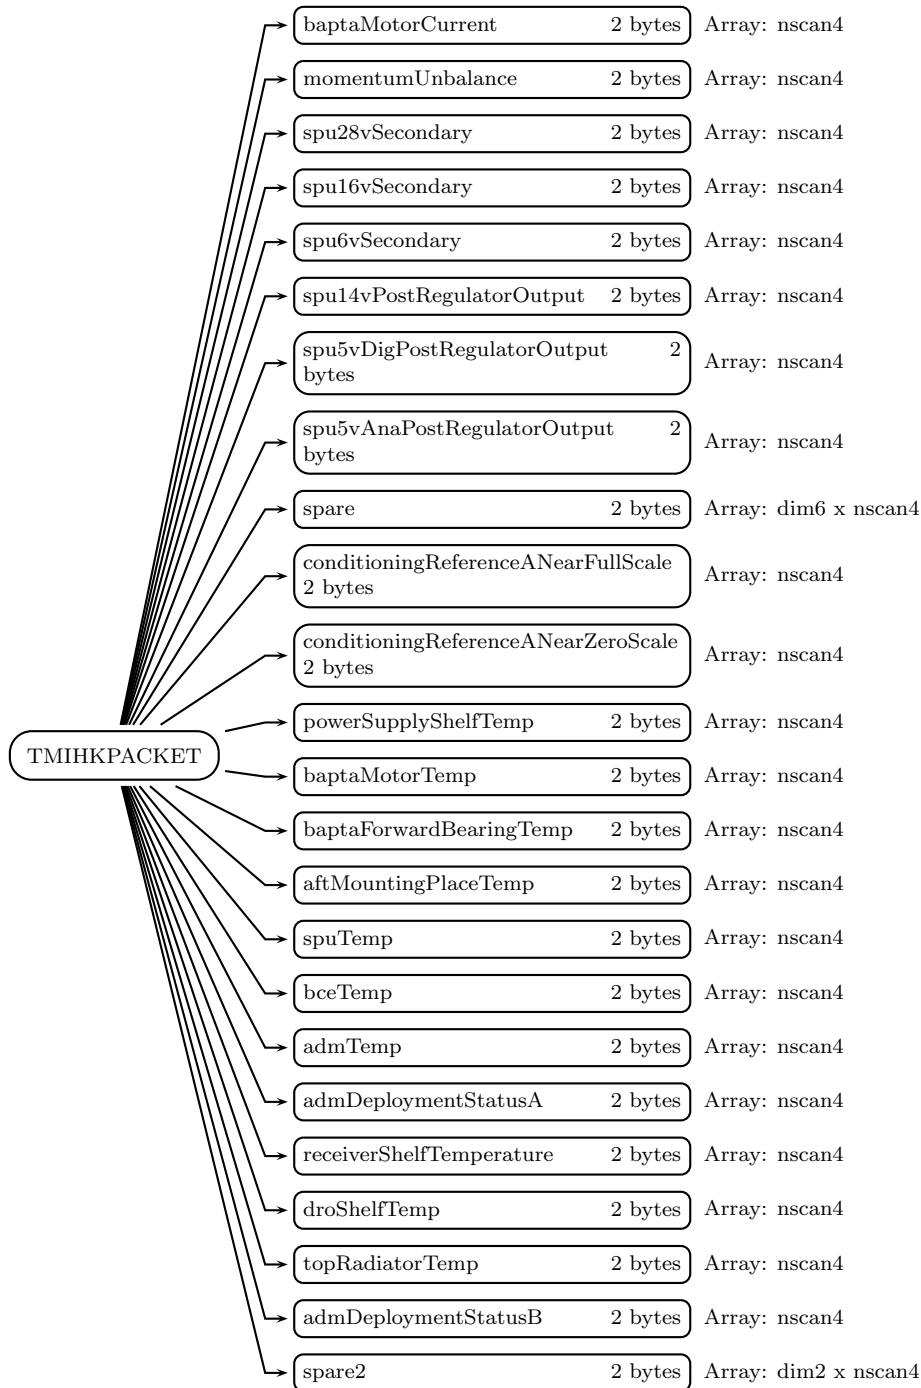 baptaMotorCurrent 2 bytes Array: nscan4
momentumUnbalance 2 bytes Array: nscan4
spu28vSecondary 2 bytes Array: nscan4
spu16vSecondary 2 bytes Array: nscan4
spu6vSecondary 2 bytes Array: nscan4
spu14vPostRegulatorOutput 2 bytes Array: nscan4
spu5vDigPostRegulatorOutput 2
bytes
Array: nscan4
spu5vAnaPostRegulatorOutput 2
bytes
Array: nscan4
spare 2 bytes Array: dim6 x nscan4
conditioningReferenceANearFullScale
2 bytes
Array: nscan4
conditioningReferenceANearZeroScale
2 bytes
Array: nscan4
powerSupplyShelfTemp 2 bytes Array: nscan4
TMIHKPACKET
baptaMotorTemp 2 bytes Array: nscan4
baptaForwardBearingTemp 2 bytes Array: nscan4
aftMountingPlaceTemp 2 bytes Array: nscan4
spuTemp 2 bytes Array: nscan4
bceTemp 2 bytes Array: nscan4
admTemp 2 bytes Array: nscan4
admDeploymentStatusA 2 bytes Array: nscan4
receiverShelfTemperature 2 bytes Array: nscan4
droShelfTemp 2 bytes Array: nscan4
topRadiatorTemp 2 bytes Array: nscan4
admDeploymentStatusB 2 bytes Array: nscan4
spare2 2 bytes Array: dim2 x nscan4